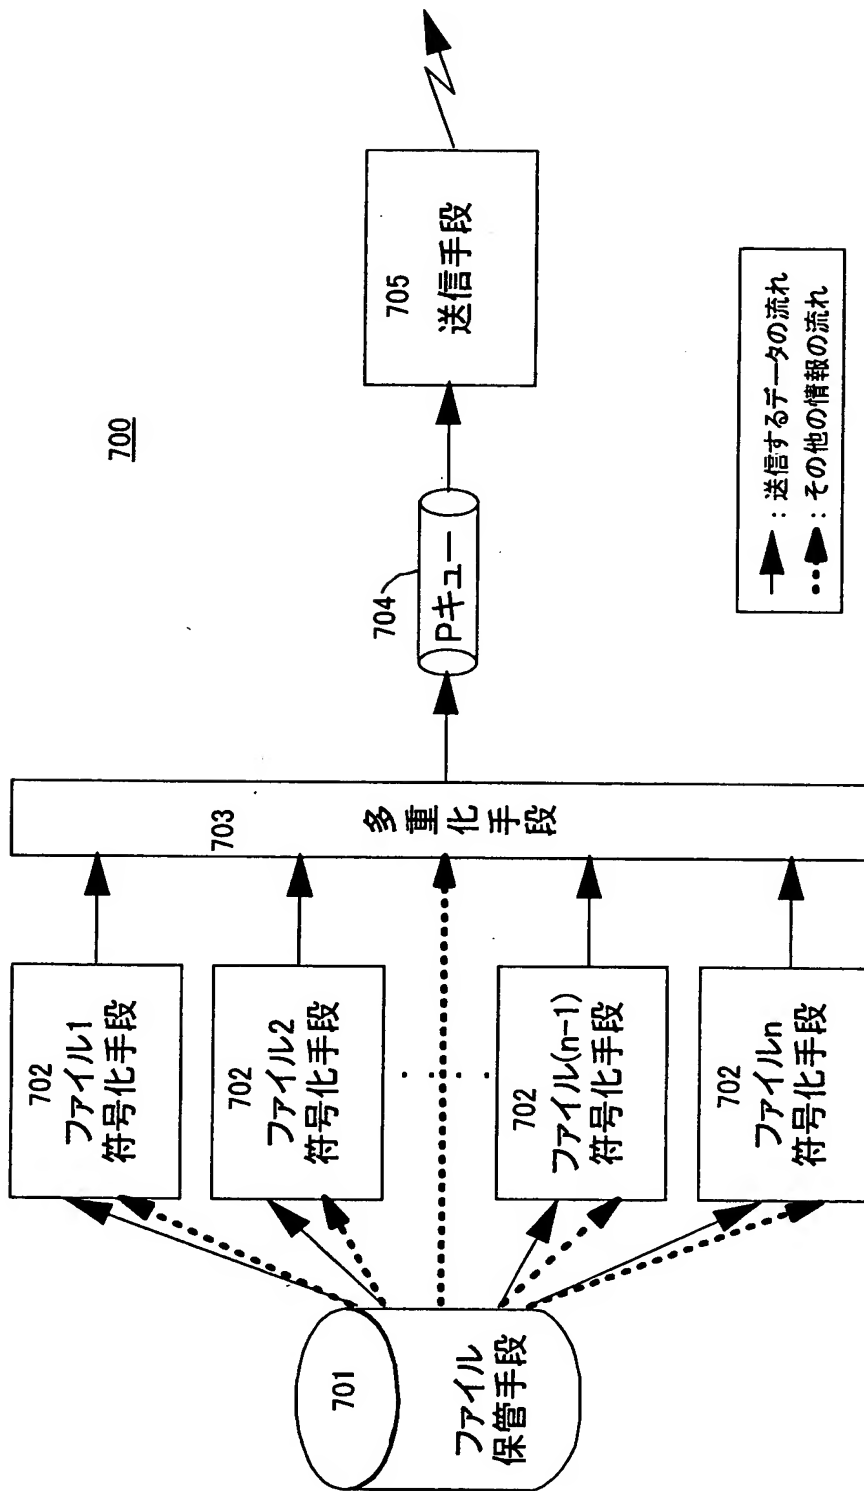 700
701
ファイル
保管手段
702
ファイル1
符号化手段
702
ファイル2
符号化手段
702
ファイル(n-1)
符号化手段
702
ファイルn
符号化手段
703
多重化手段
704
Pキュー
705
送信手段
：送信するデータの流れ
：その他の情報の流れ